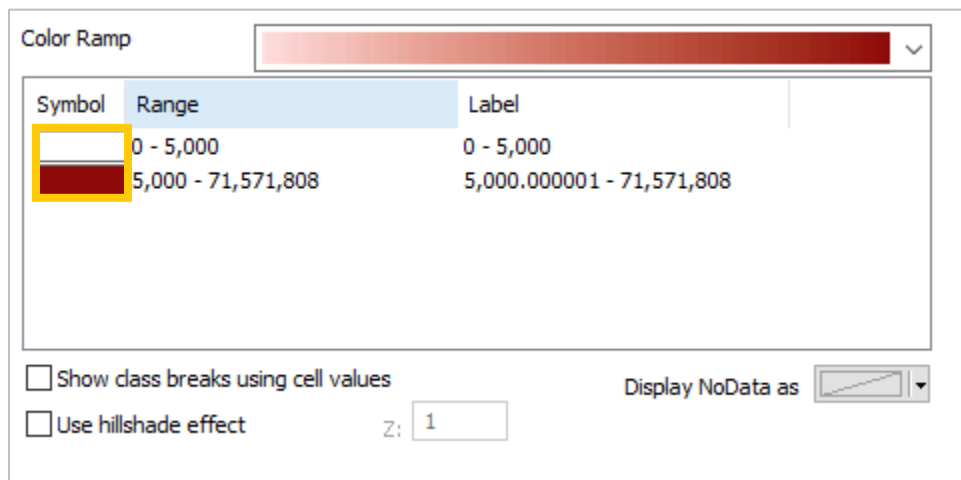 Color Ramp
Symbol Range Label
0 - 5,000 0 - 5,000
5,000 - 71,571,808 5,000.000001 - 71,571,808
Show class breaks using cell values
Display NoData as
Use hillshade effect Z: 1